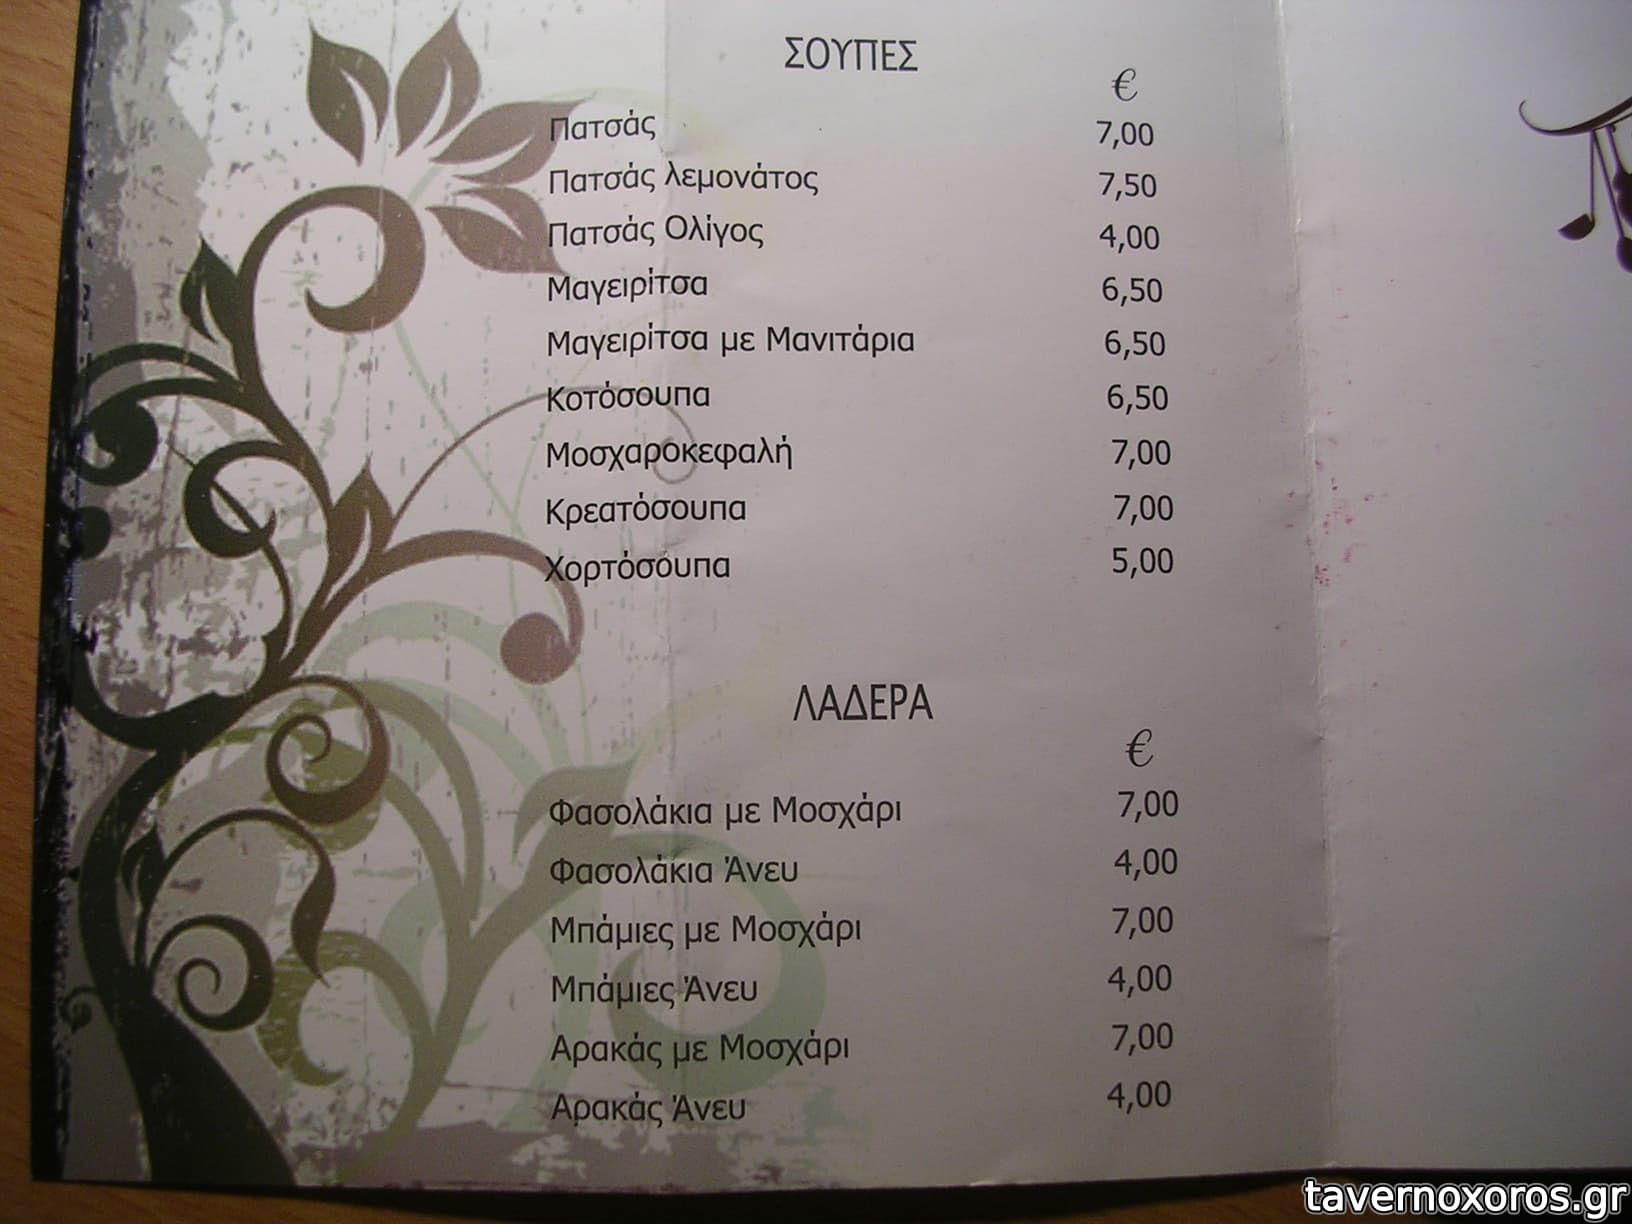 ΣΟΥΠΕΣ
€
Πατσάς 7,00
Πατσάς λεμονάτος 7,50
Πατσάς Ολίγος 4,00
Μαγειρίτσα 6,50
Μαγειρίτσα με Μανιτάρια 6,50
Κοτόσουπα 6,50
Μοσχαροκεφαλή 7,00
Κρεατόσουπα 7,00
Χορτόσουπα 5,00
ΛΑΔΕΡΑ
€
Φασολάκια με Μοσχάρι 7,00
Φασολάκια Άνευ 4,00
Μπάμιες με Μοσχάρι 7,00
Μπάμιες Άνευ 4,00
Αρακάς με Μοσχάρι 7,00
Αρακάς Άνευ 4,00
tavernoxoros.gr